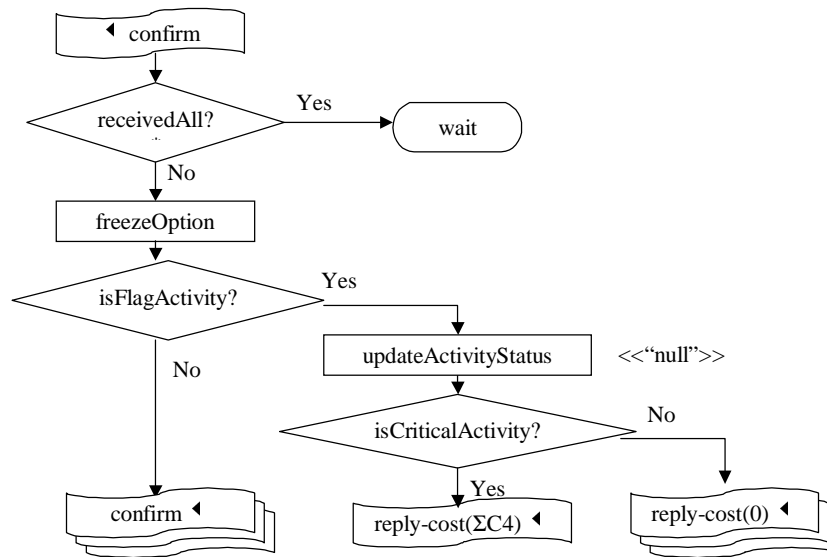 confirm
receivedAll?
*
Yes
wait
No
freezeOption
isFlagActivity?
Yes
updateActivityStatus
<<“null”>>
No
isCriticalActivity?
No
Yes
confirm
reply-cost(ΣC4)
reply-cost(0)